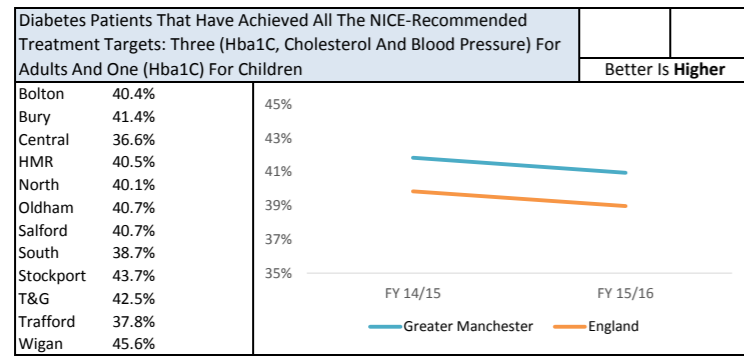 Diabetes Patients That Have Achieved All The NICE-Recommended
Treatment Targets: Three (Hba1C, Cholesterol And Blood Pressure) For
Adults And One (Hba1C) For Children
Better Is Higher
Bolton 40.4%
Bury 41.4%
Central 36.6%
HMR 40.5%
North 40.1%
Oldham 40.7%
Salford 40.7%
South 38.7%
Stockport 43.7%
T&G 42.5%
Trafford 37.8%
Wigan 45.6%
45%
43%
41%
39%
37%
35%
FY 14/15 FY 15/16
Greater Manchester England